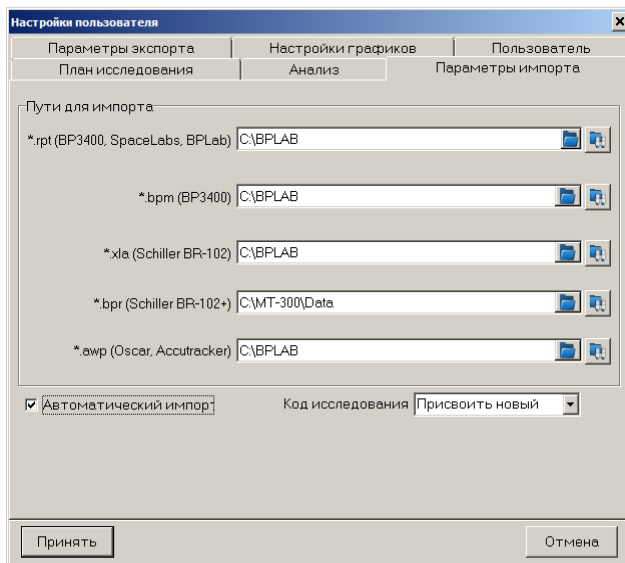 Настройки пользователя
Параметры экспорта
Настройки графиков
Пользователь
План исследования
Анализ
Параметры импорта
Пути для импорта
*.rpt (BP3400, SpaceLabs, BPLab) C:\BPLAB
*.bpm (BP3400) C:\BPLAB
*.xla (Schiller BR-102) C:\BPLAB
*.bpr (Schiller BR-102+) C:\MT-300\Data
*.awp (Oscar, Accutracker) C:\BPLAB
Автоматический импорт Код исследования Присвоить новый
Принять Отмена